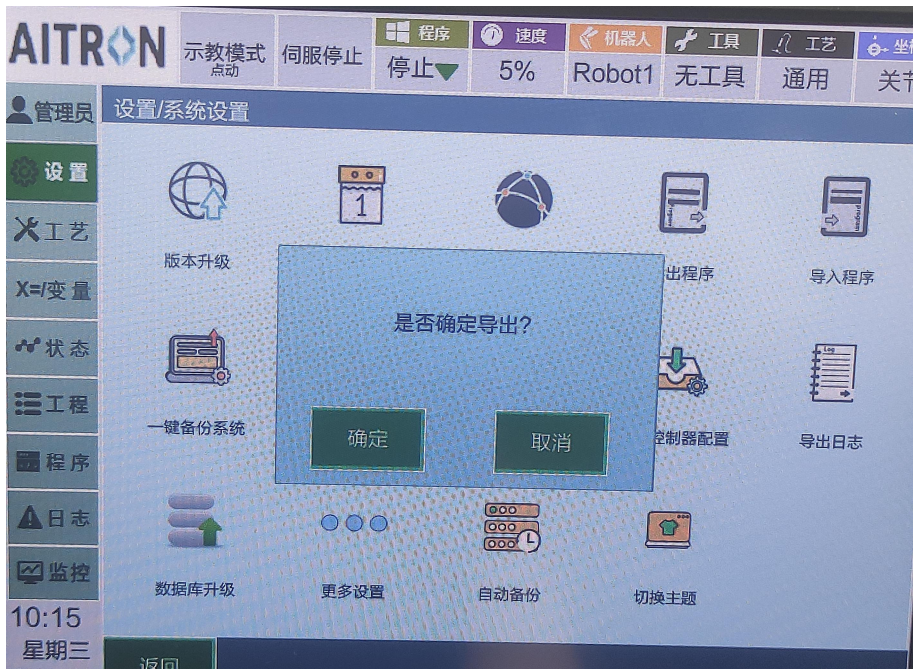 AITRON
示教模式
点动
伺服停止
程序
停止
速度
5%
机器人
Robot1
工具
无工具
工艺
通用
管理员
设置/系统设置
设置
工艺
X=/变量
状态
工程
程序
日志
监控
1
版本升级
program
出程序
导入程序
是否确定导出?
确定
取消
一键备份系统
控制器配置
Log
导出日志
数据库升级
更多设置
自动备份
切换主题
10:15
星期三
返回